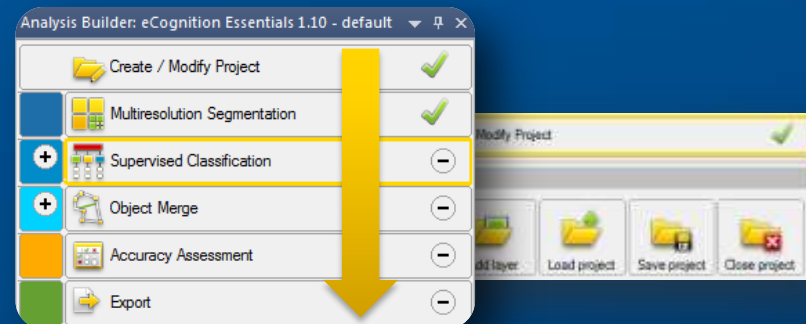 Analysis Builder: eCognition Essentials 1.10 - default
Create / Modify Project
Multiresolution Segmentation
Supervised Classification
Object Merge
Accuracy Assessment
Export
Modify Project
layer
Load project
Save project
Close project